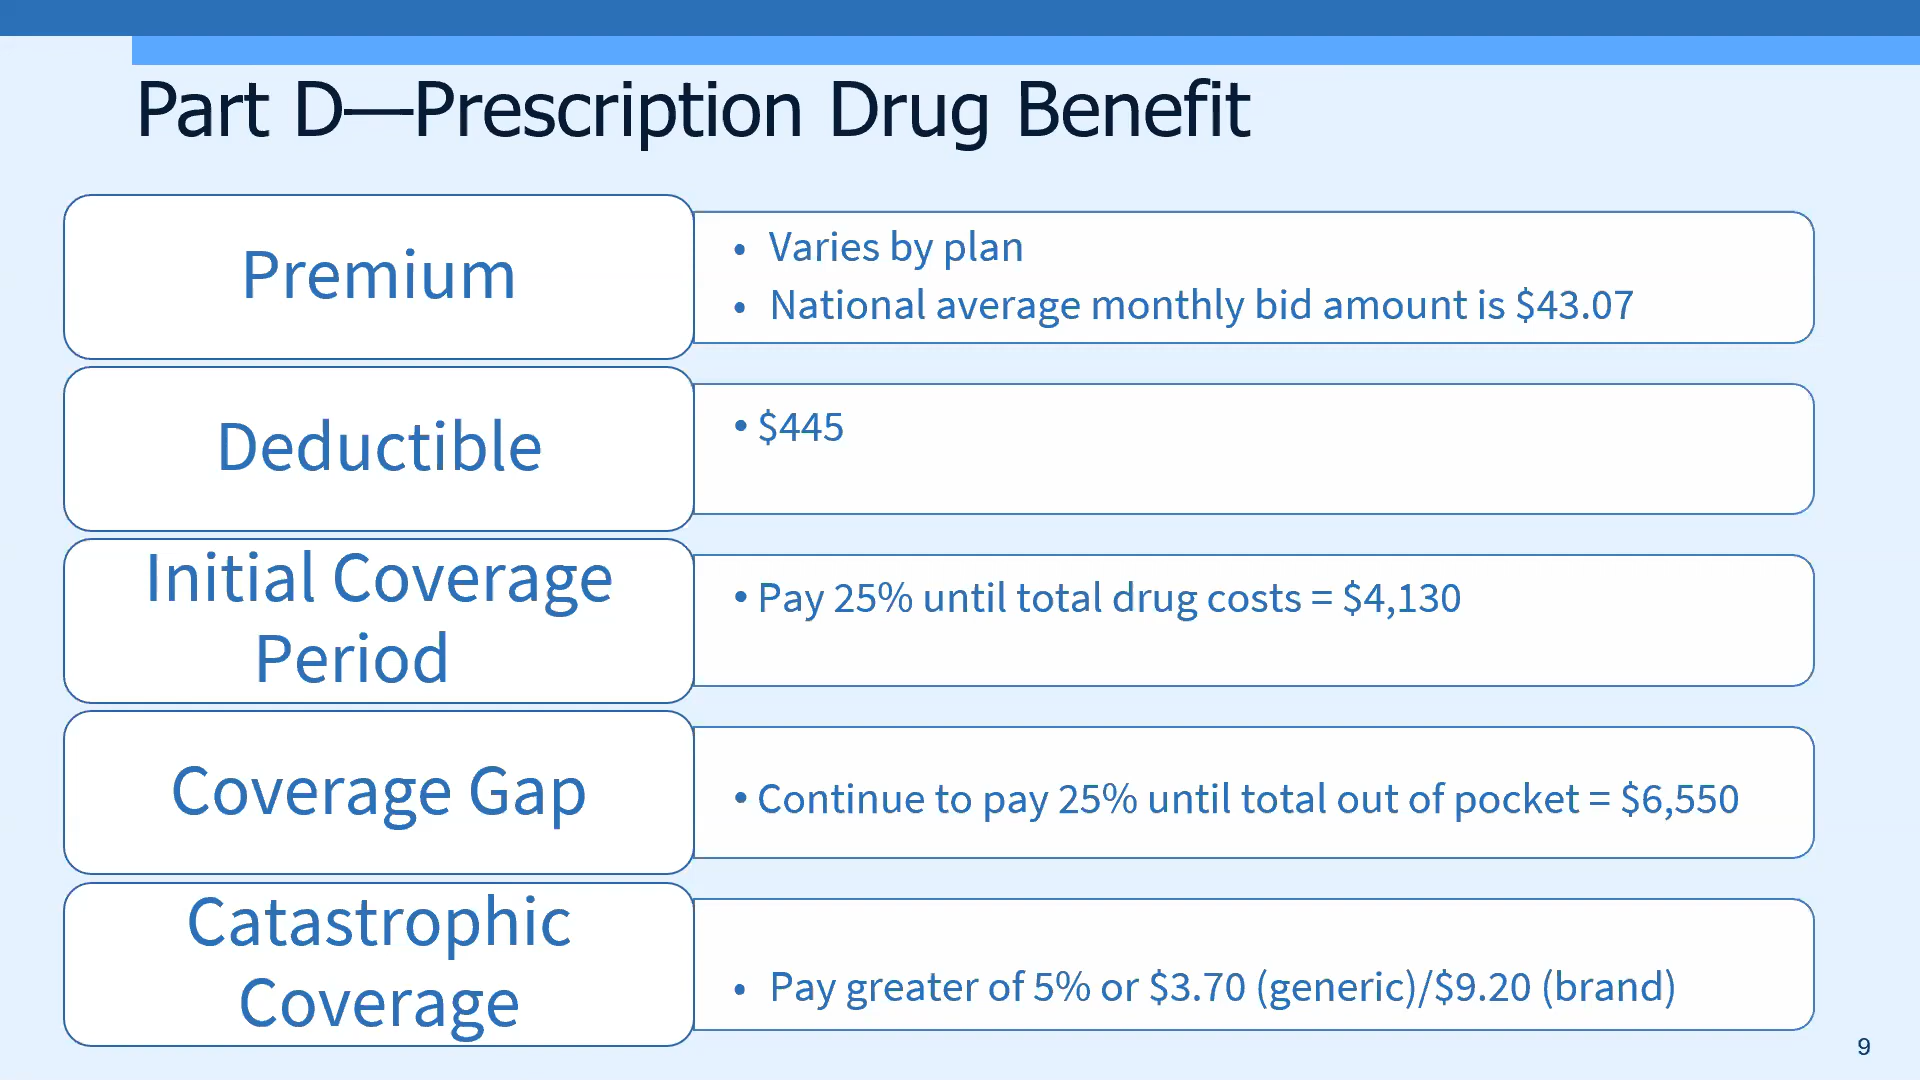 Part D—Prescription Drug Benefit
Premium
• Varies by plan
• National average monthly bid amount is $43.07
Deductible
• $445
Initial Coverage
Period
• Pay 25% until total drug costs = $4,130
Coverage Gap
• Continue to pay 25% until total out of pocket = $6,550
Catastrophic
Coverage
• Pay greater of 5% or $3.70 (generic)/$9.20 (brand)
9